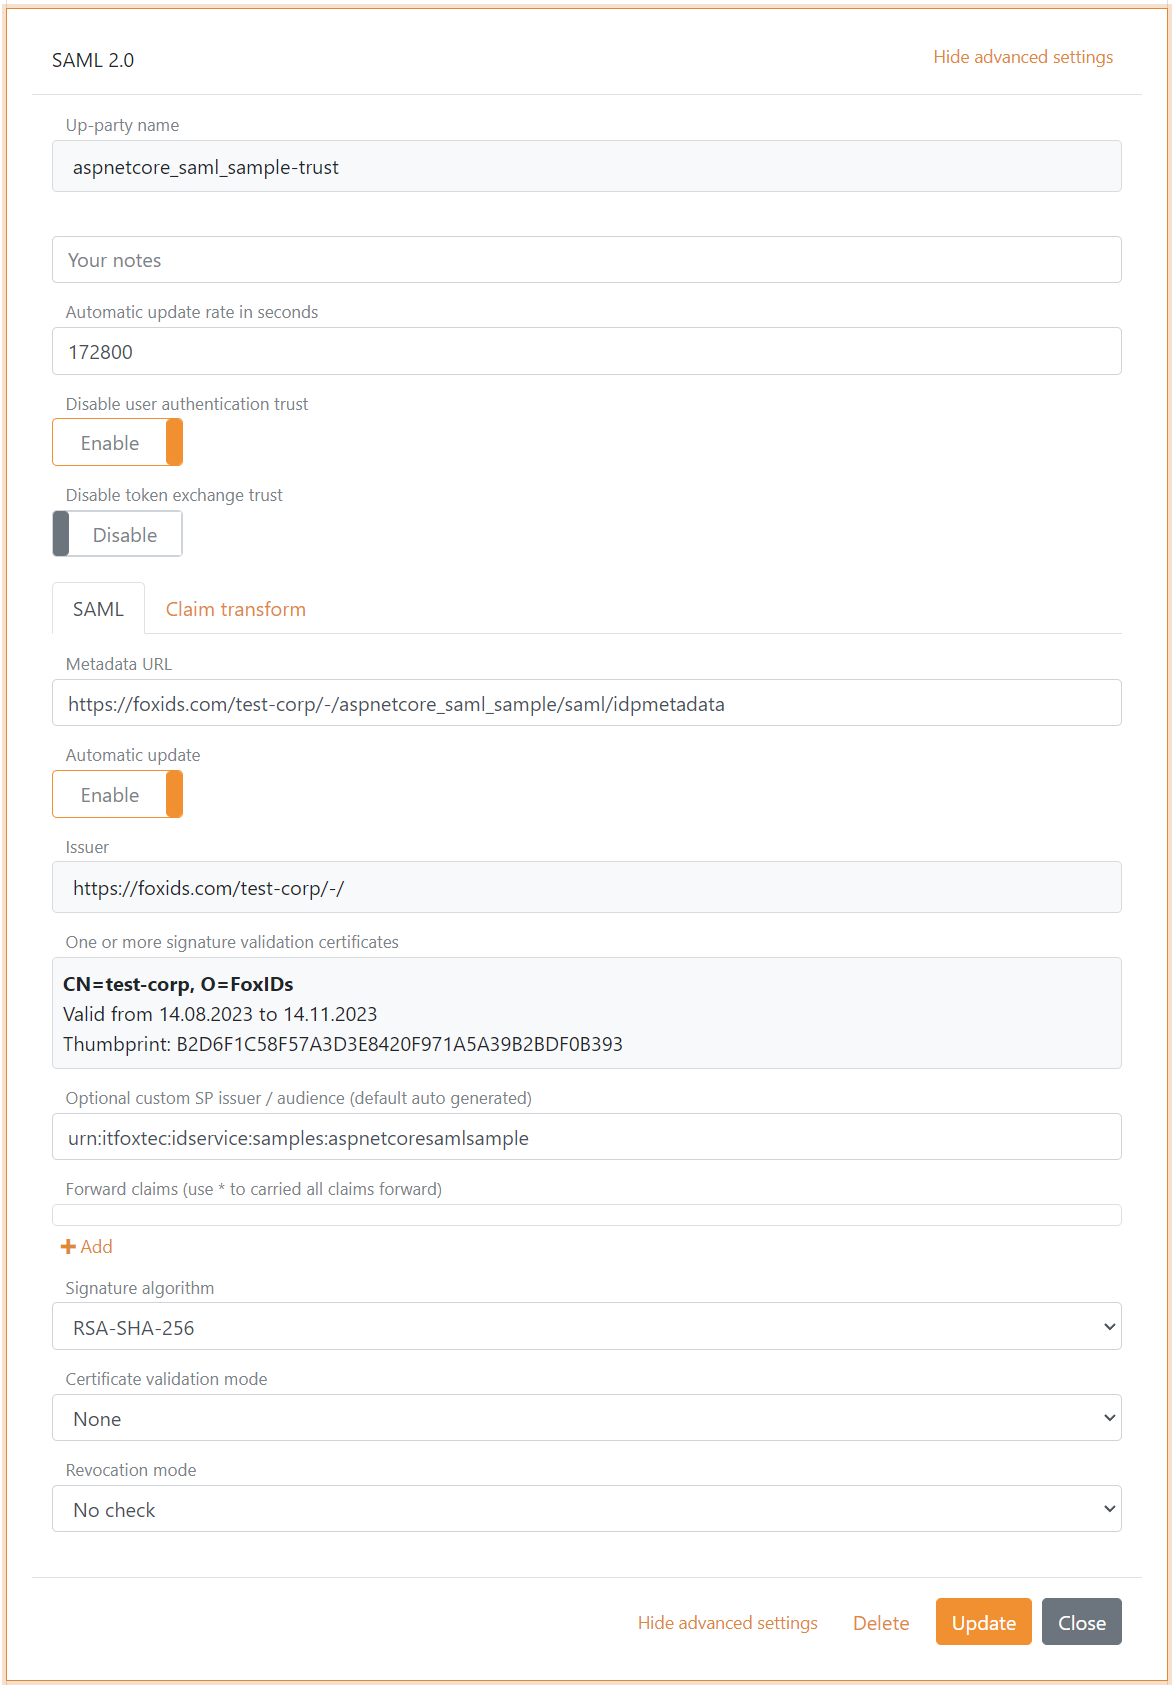 SAML 2.0
Hide advanced settings
Up-party name
aspnetcore_saml_sample-trust
Your notes
Automatic update rate in seconds
172800
Disable user authentication trust
Enable
Disable token exchange trust
Disable
SAML
Claim transform
Metadata URL
https://foxids.com/test-corp/-/aspnetcore_saml_sample/saml/idpmetadata
Automatic update
Enable
Issuer
https://foxids.com/test-corp/-/
One or more signature validation certificates
CN=test-corp, O=FoxIDs
Valid from 14.08.2023 to 14.11.2023
Thumbprint: B2D6F1C58F57A3D3E8420F971A5A39B2BDF0B393
Optional custom SP issuer / audience (default auto generated)
urn:itfoxtec:idservice:samples:aspnetcoresamlsample
Forward claims (use * to carried all claims forward)
Add
Signature algorithm
RSA-SHA-256
Certificate validation mode
None
Revocation mode
No check
Hide advanced settings
Delete
Update
Close